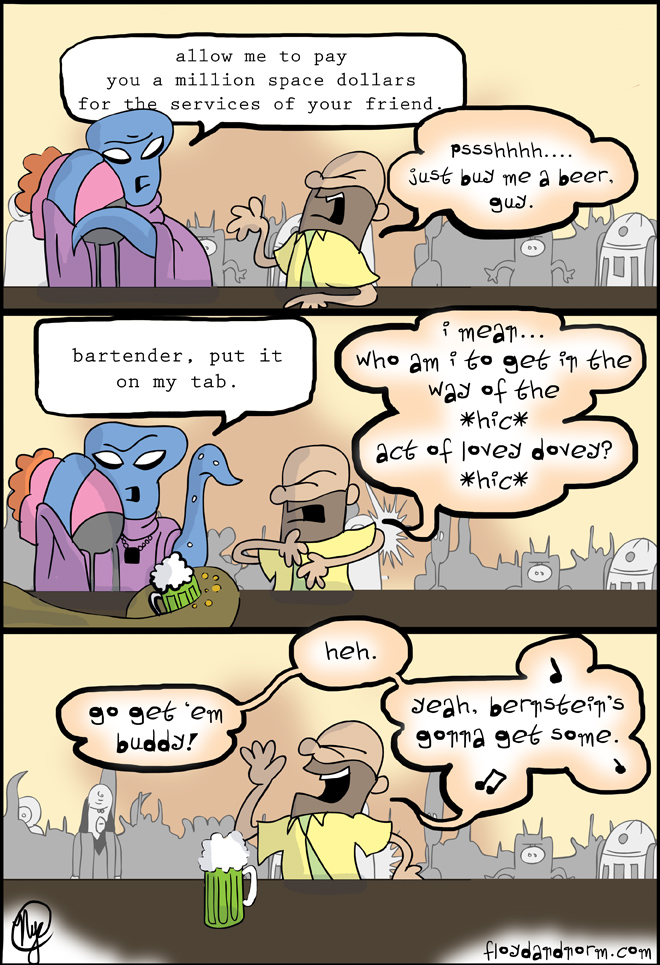 allow me to pay
you a million space dollars
for the services of your friend.
pssshhhh....
just buy me a beer,
guy.
bartender, put it
on my tab.
i mean...
who am i to get in the
way of the
*hic*
act of lovey dovey?
*hic*
heh.
go get 'em
buddy!
yeah, bernstein's
gonna get some.
Nye
floydandnorm.com